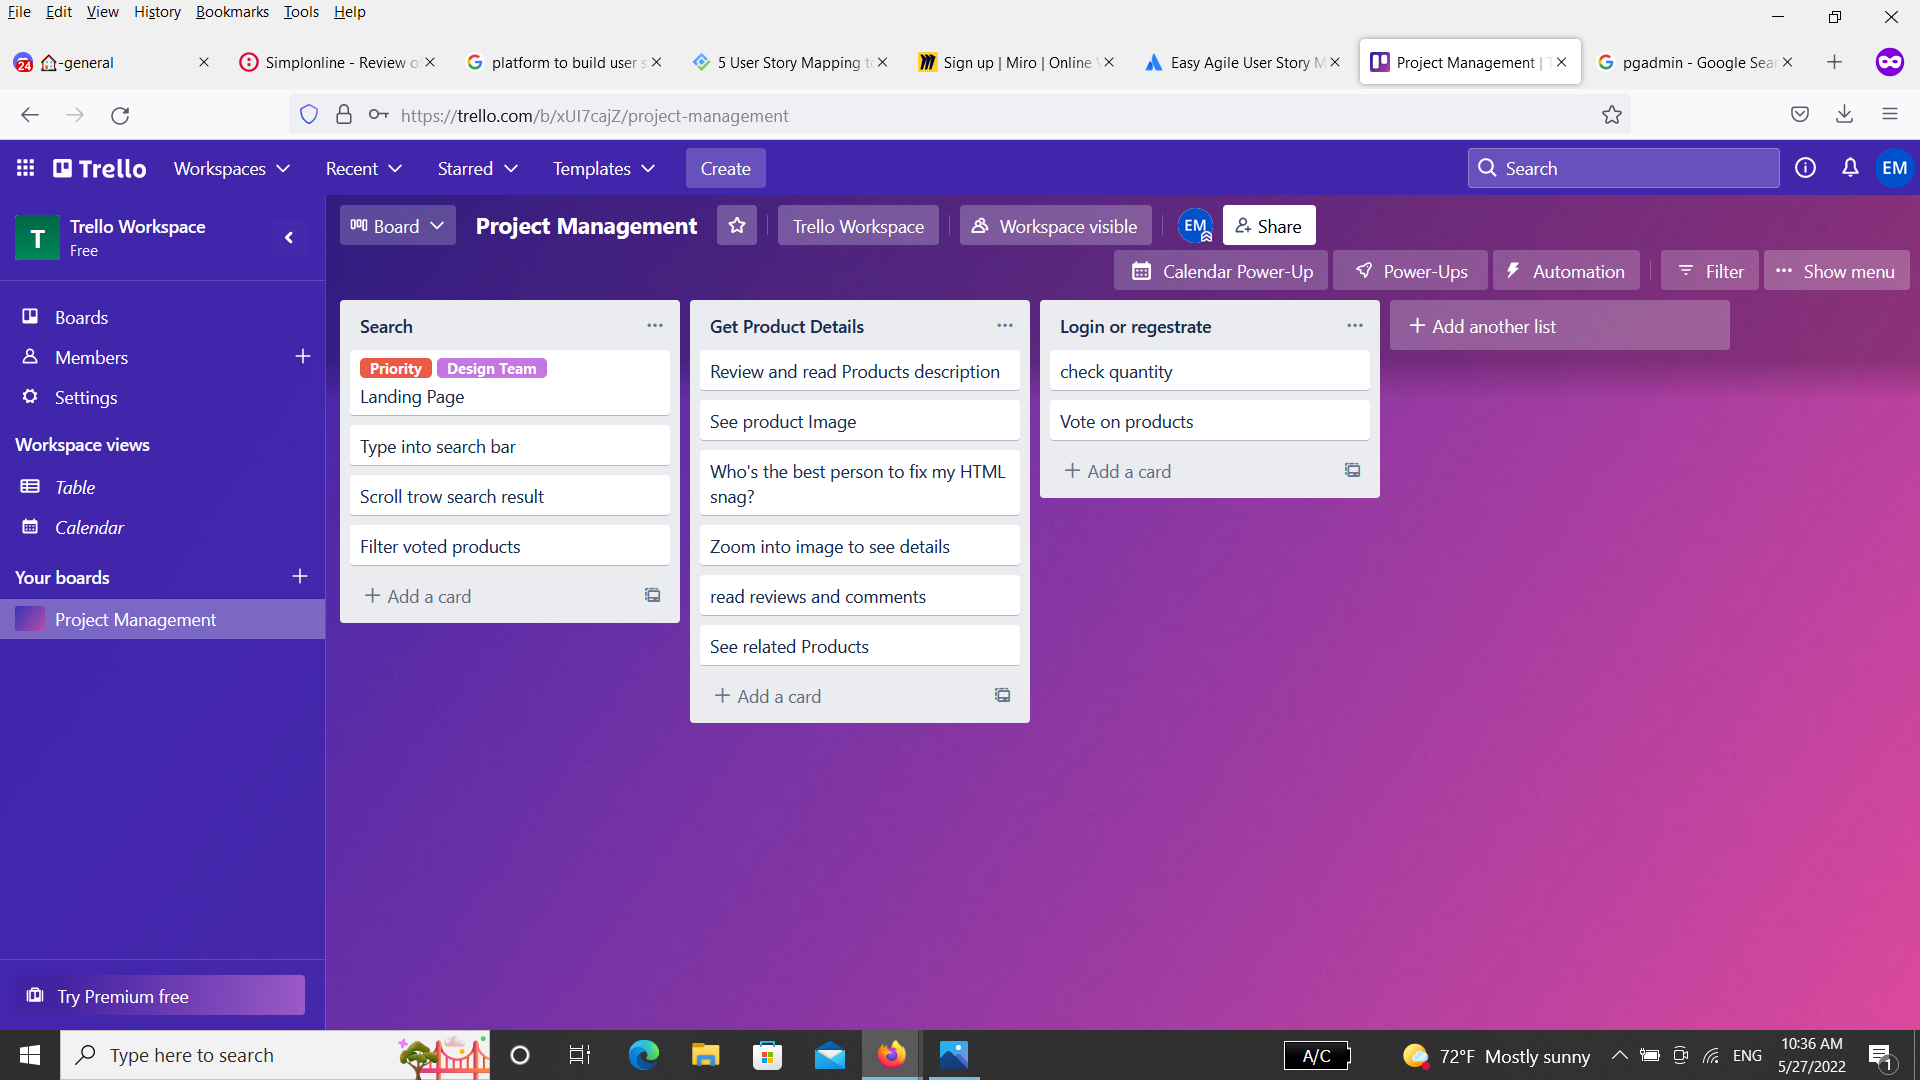 File Edit View History Bookmarks Tools Help
24 -general
Simplonline - Review o
platform to build user s
5 User Story Mapping to
Sign up | Miro | Online
Easy Agile User Story M
Project Management | T
pgadmin - Google Sear
https://trello.com/b/xUI7cajZ/project-management
Trello Workspaces Recent Starred Templates Create Search EM
T Trello Workspace
Free
Board Project Management Trello Workspace Workspace visible EM Share
Calendar Power-Up Power-Ups Automation Filter Show menu
Boards
Members
Settings
Workspace views
Table
Calendar
Your boards
Project Management
Try Premium free
Search
Priority Design Team
Landing Page
Type into search bar
Scroll trow search result
Filter voted products
Add a card
Get Product Details
Review and read Products description
See product Image
Who's the best person to fix my HTML
snag?
Zoom into image to see details
read reviews and comments
See related Products
Add a card
Login or regestrate
check quantity
Vote on products
Add a card
Add another list
Type here to search
A/C
72°F Mostly sunny
ENG
10:36 AM
5/27/2022
1